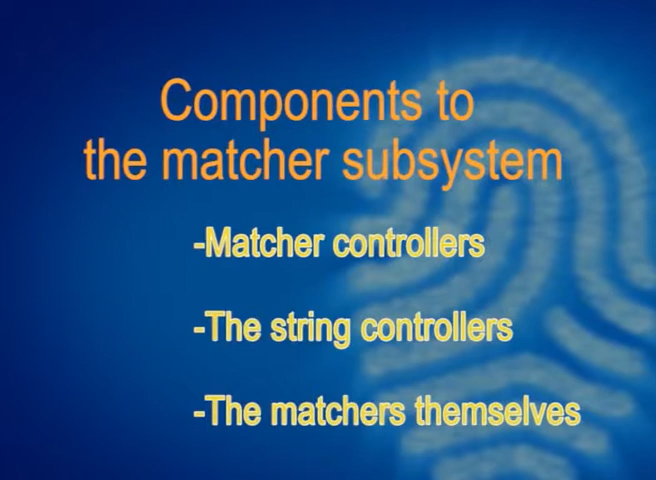 Components to
the matcher subsystem
-Matcher controllers
-The string controllers
-The matchers themselves